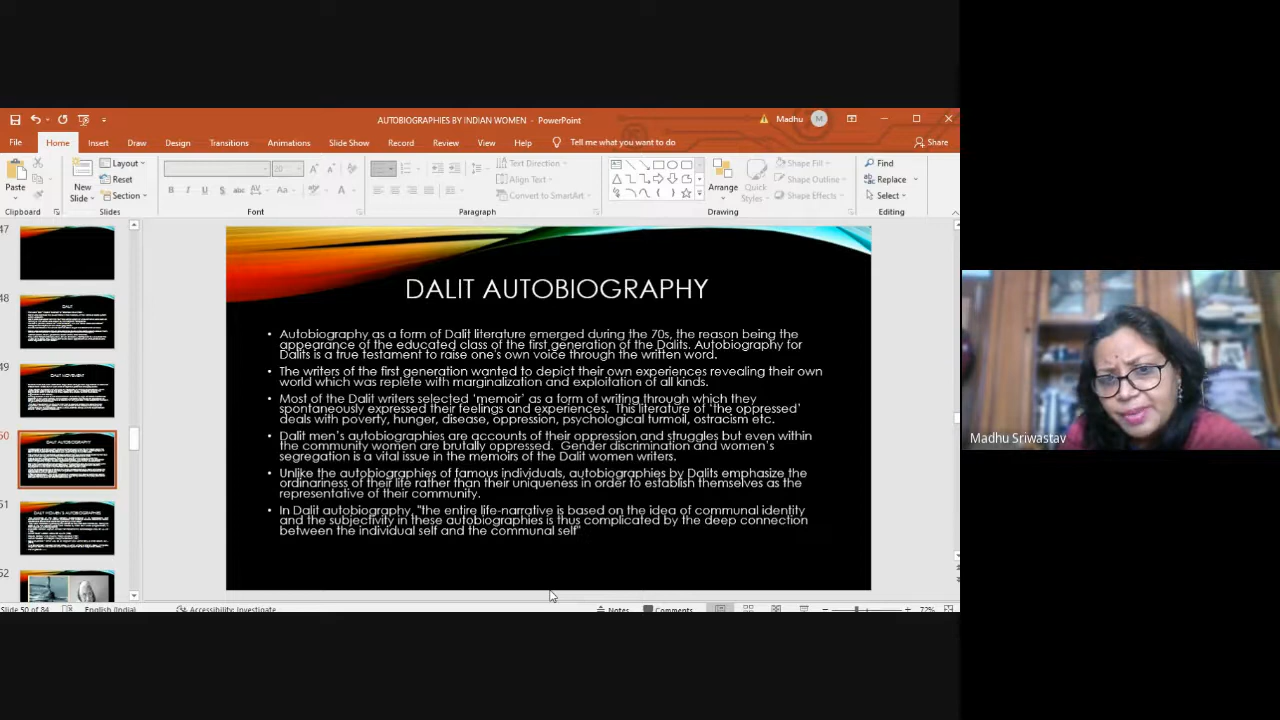 AUTOBIOGRAPHIES BY INDIAN WOMEN - PowerPoint
Madhu
M
File
Home
Insert
Draw
Design
Transitions
Animations
Slide Show
Record
Review
View
Help
Tell me what you want to do
Share
Paste
New
Slide
Layout
Reset
Section
Text Direction
Align Text
Convert to SmartArt
Arrange
Quick
Styles
Shape Fill
Shape Outline
Shape Effects
Find
Replace
Select
Clipboard
Slides
Font
Paragraph
Drawing
Editing
47
48
49
50
51
52
DALIT AUTOBIOGRAPHY
• Autobiography as a form of Dalit literature emerged during the 70s, the reason being the
appearance of the educated class of the first generation of the Dalits. Autobiography for
Dalits is a true testament to raise one's own voice through the written word.
• The writers of the first generation wanted to depict their own experiences revealing their own
world which was replete with marginalization and exploitation of all kinds.
• Most of the Dalit writers selected 'memoir' as a form of writing through which they
spontaneously expressed their feelings and experiences. This literature of 'the oppressed'
deals with poverty, hunger, disease, oppression, psychological turmoil, ostracism etc.
• Dalit men's autobiographies are accounts of their oppression and struggles but even within
the community women are brutally oppressed. Gender discrimination and women's
segregation is a vital issue in the memoirs of the Dalit women writers.
• Unlike the autobiographies of famous individuals, autobiographies by Dalits emphasize the
ordinariness of their life rather than their uniqueness in order to establish themselves as the
representative of their community.
• In Dalit autobiography, "the entire life-narrative is based on the idea of communal identity
and the subjectivity in these autobiographies is thus complicated by the deep connection
between the individual self and the communal self"
Madhu Sriwastav
Slide 50 of 84
English (India)
Accessibility: Investigate
Notes
Comments
72%